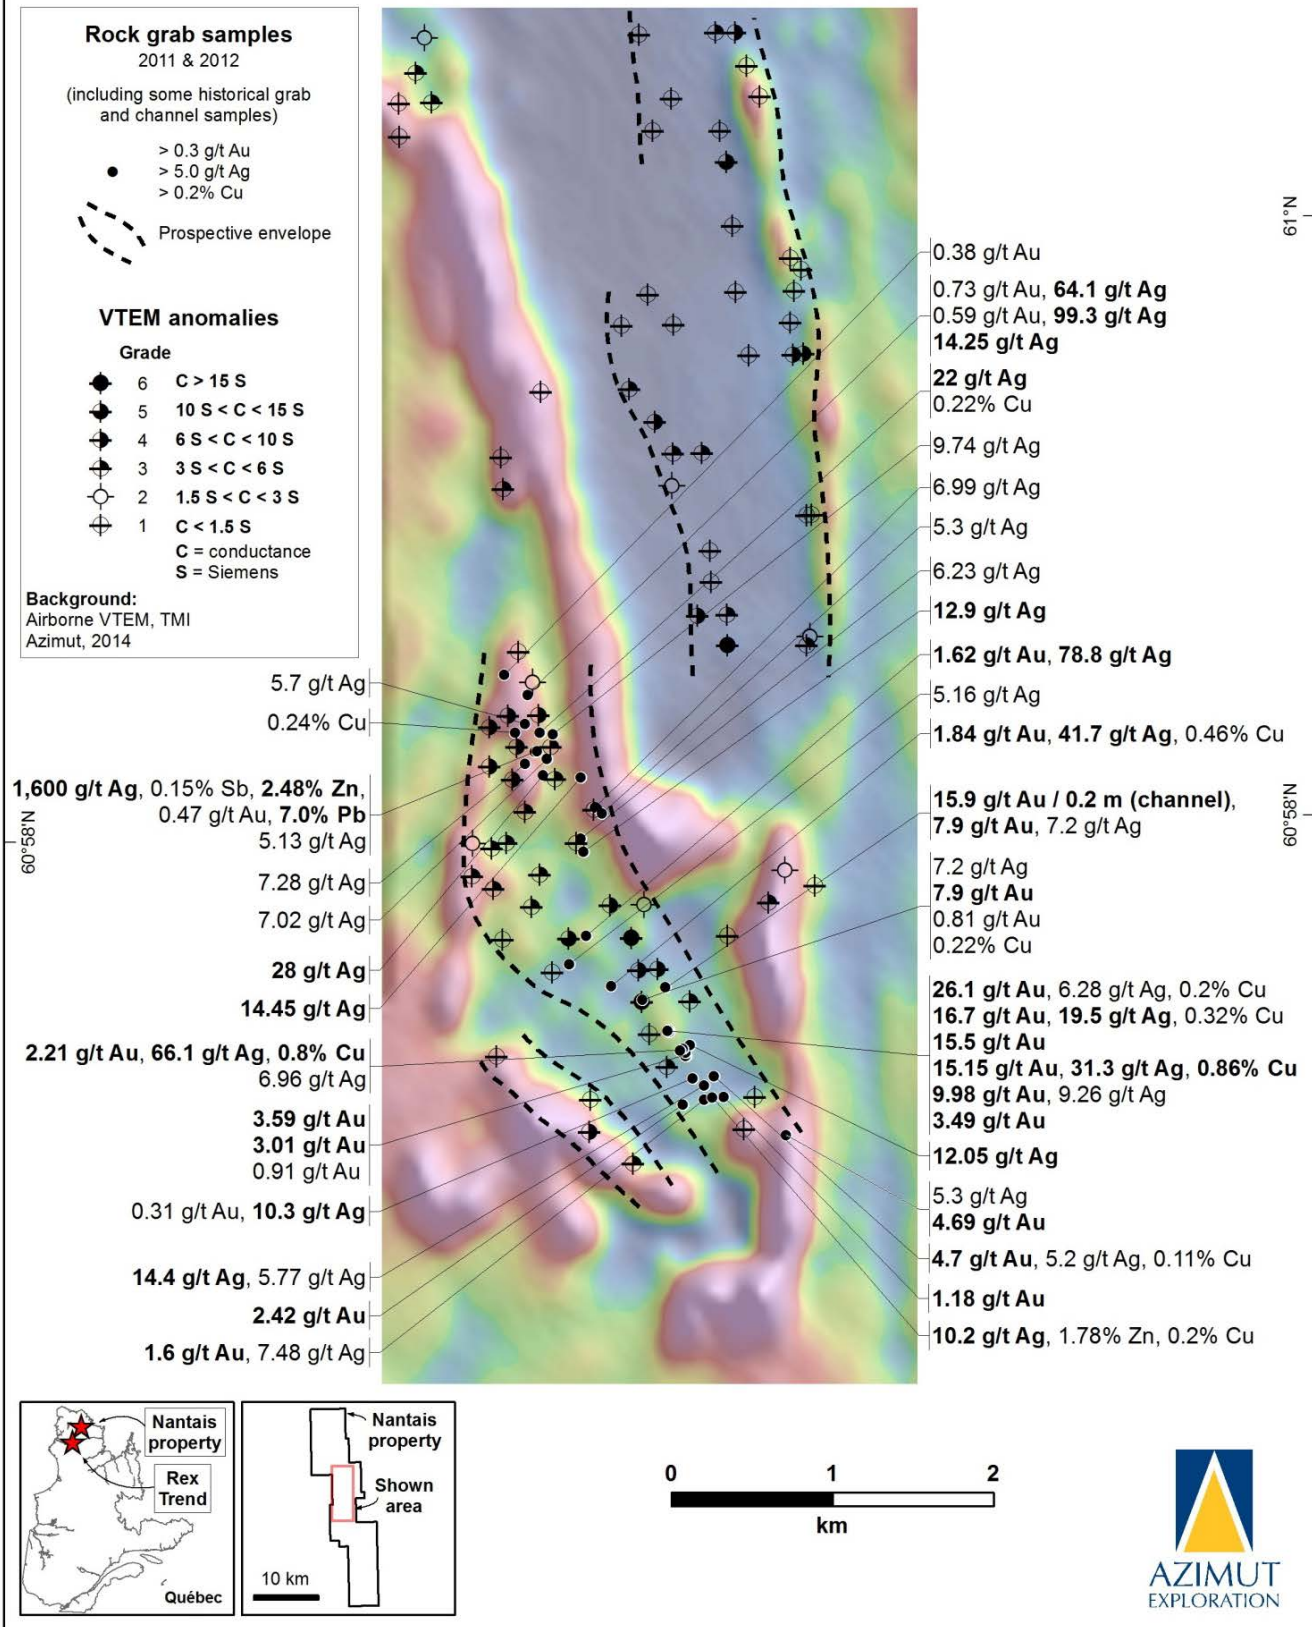 Rock grab samples
2011 & 2012
(including some historical grab
and channel samples)
> 0.3 g/t Au
> 5.0 g/t Ag
> 0.2% Cu
Prospective envelope
VTEM anomalies
Grade
6 C > 15 S
5 10 S < C < 15 S
4 6 S < C < 10 S
3 3 S < C < 6 S
2 1.5 S < C < 3 S
1 C < 1.5 S
C = conductance
S = Siemens
Background:
Airborne VTEM, TMI
Azimut, 2014
5.7 g/t Ag
0.24% Cu
1,600 g/t Ag, 0.15% Sb, 2.48% Zn,
0.47 g/t Au, 7.0% Pb
5.13 g/t Ag
60°58'N
7.28 g/t Ag
7.02 g/t Ag
28 g/t Ag
14.45 g/t Ag
2.21 g/t Au, 66.1 g/t Ag, 0.8% Cu
6.96 g/t Ag
3.59 g/t Au
3.01 g/t Au
0.91 g/t Au
0.31 g/t Au, 10.3 g/t Ag
14.4 g/t Ag, 5.77 g/t Ag
2.42 g/t Au
1.6 g/t Au, 7.48 g/t Ag
61°N
0.38 g/t Au
0.73 g/t Au, 64.1 g/t Ag
0.59 g/t Au, 99.3 g/t Ag
14.25 g/t Ag
22 g/t Ag
0.22% Cu
9.74 g/t Ag
6.99 g/t Ag
5.3 g/t Ag
6.23 g/t Ag
12.9 g/t Ag
1.62 g/t Au, 78.8 g/t Ag
5.16 g/t Ag
1.84 g/t Au, 41.7 g/t Ag, 0.46% Cu
15.9 g/t Au / 0.2 m (channel),
7.9 g/t Au, 7.2 g/t Ag
60°58'N
7.2 g/t Ag
7.9 g/t Au
0.81 g/t Au
0.22% Cu
26.1 g/t Au, 6.28 g/t Ag, 0.2% Cu
16.7 g/t Au, 19.5 g/t Ag, 0.32% Cu
15.5 g/t Au
15.15 g/t Au, 31.3 g/t Ag, 0.86% Cu
9.98 g/t Au, 9.26 g/t Ag
3.49 g/t Au
12.05 g/t Ag
5.3 g/t Ag
4.69 g/t Au
4.7 g/t Au, 5.2 g/t Ag, 0.11% Cu
1.18 g/t Au
10.2 g/t Ag, 1.78% Zn, 0.2% Cu
Nantais
property
Rex
Trend
Québec
Nantais
property
Shown
area
10 km
0 1 2
km
AZIMUT
EXPLORATION